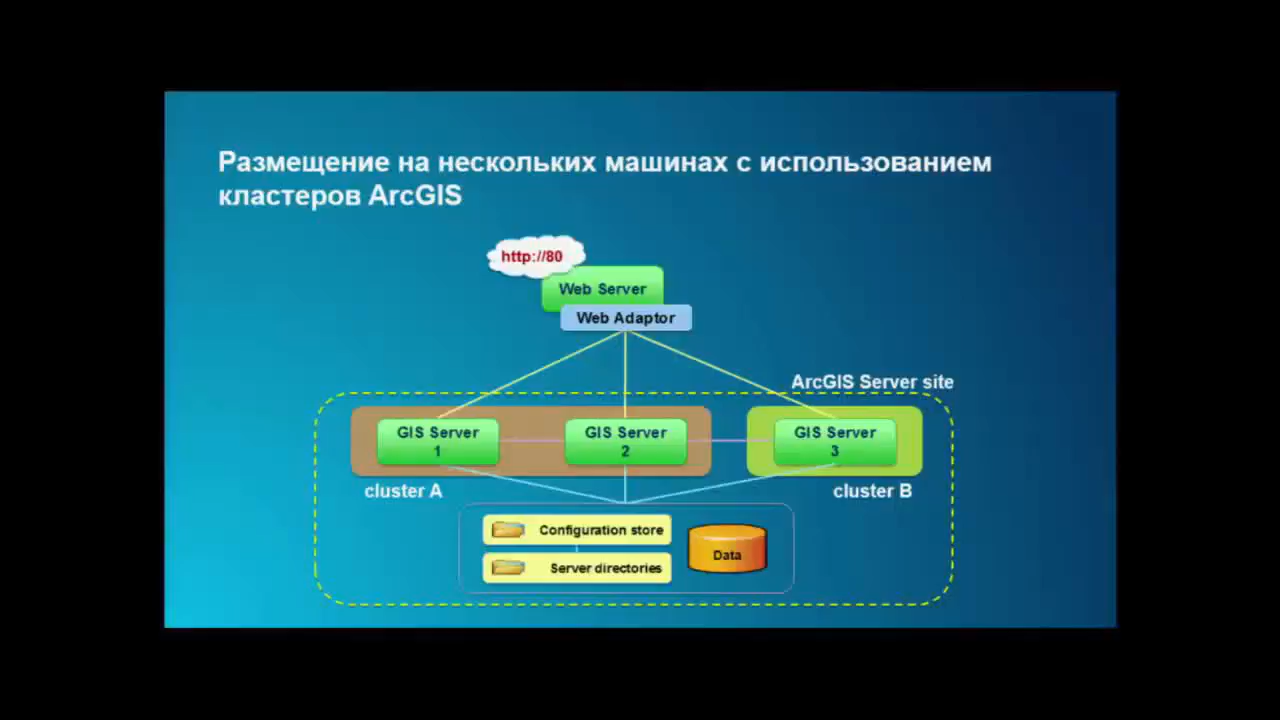 Размещение на нескольких машинах с использованием
кластеров ArcGIS
http://80
Web Server
Web Adaptor
ArcGIS Server site
GIS Server
1
GIS Server
2
GIS Server
3
cluster A
cluster B
Configuration store
Server directories
Data